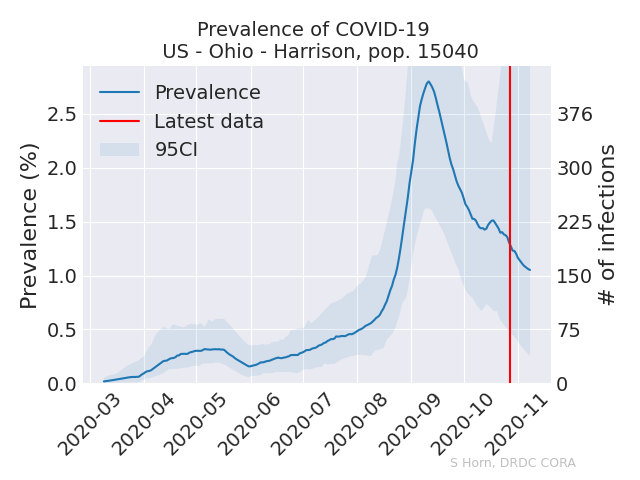 Prevalence of COVID-19
US - Ohio - Harrison, pop. 15040
Prevalence
Latest data
95CI
Prevalence (%)
2.5
2.0
1.5
1.0
0.5
0.0
376
300
225
150
75
0
# of infections
2020-03
2020-04
2020-05
2020-06
2020-07
2020-08
2020-09
2020-10
2020-11
S Horn, DRDC CORA